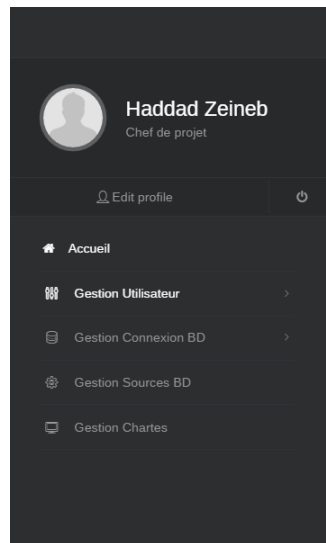 Haddad Zeineb
Chef de projet
Edit profile
Accueil
Gestion Utilisateur
Gestion Connexion BD
Gestion Sources BD
Gestion Chartes